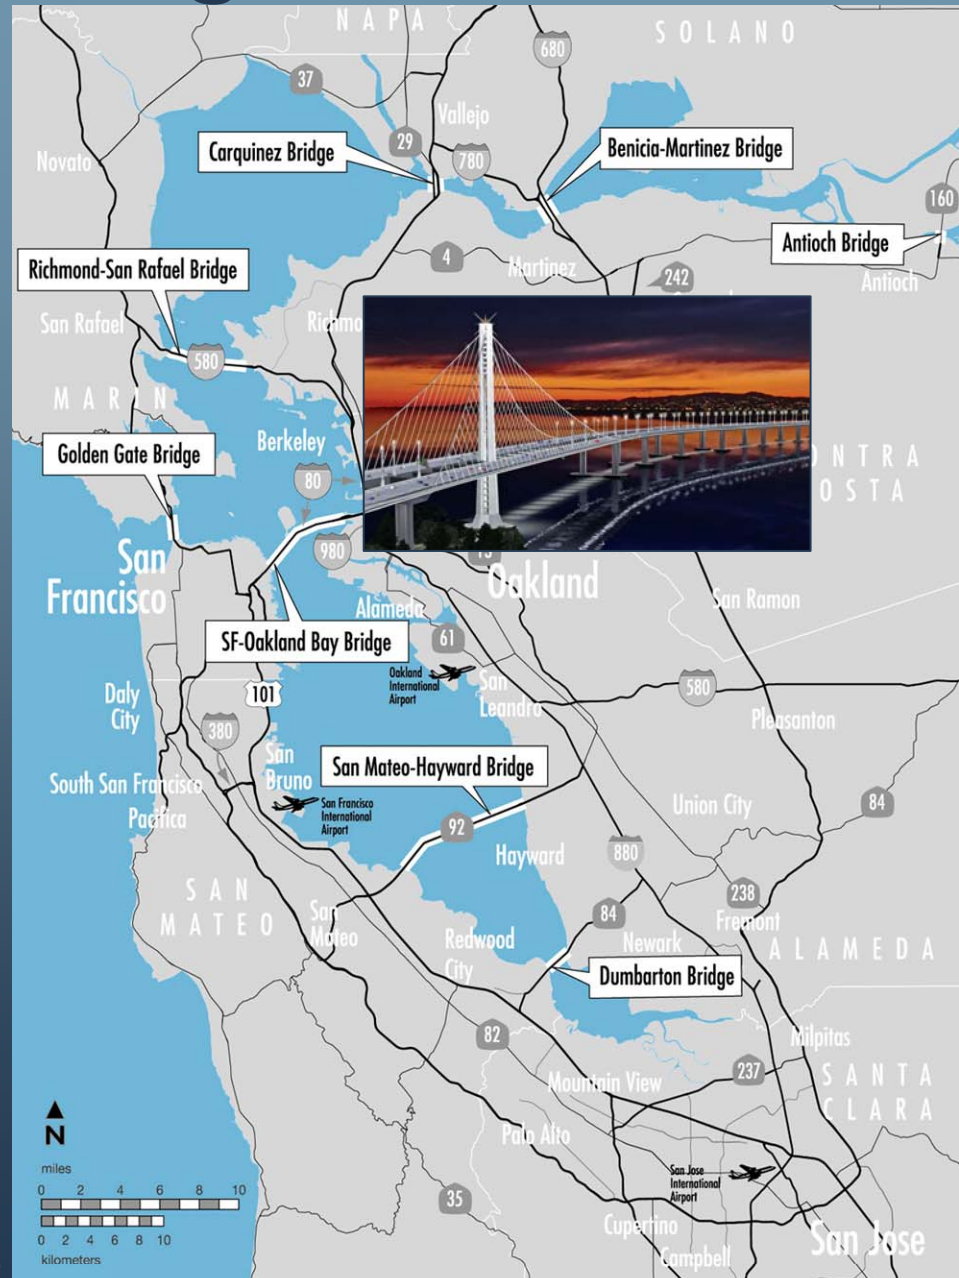 NAPA
SOLANO
680
37
Vallejo
29
Carquinez Bridge
780
Benicia-Martinez Bridge
Novato
160
Antioch Bridge
4
Martinez
242
Antioch
Richmond-San Rafael Bridge
San Rafael
Richmo
580
MARIN
Berkeley
Golden Gate Bridge
80
ONTRA
OSTA
980
13
San
Francisco
Oakland
Alameda
San Ramon
SF-Oakland Bay Bridge
61
Oakland
International
Airport
San
Leandro
580
Daly
City
101
Pleasanton
380
San
Bruno
San Mateo-Hayward Bridge
South San Francisco
Pacifica
San Francisco
International
Airport
Union City
84
92
Hayward
880
SAN
MATEO
238
Fremont
San
Mateo
84
Redwood
City
Newark
ALAMEDA
Dumbarton Bridge
82
Milpitas
237
SANTA
CLARA
Mountain View
Palo Alto
N
miles
0 2 4 6 8 10
0 2 4 6 8 10
kilometers
San Jose
International
Airport
35
Cupertino
Campbell
San Jose